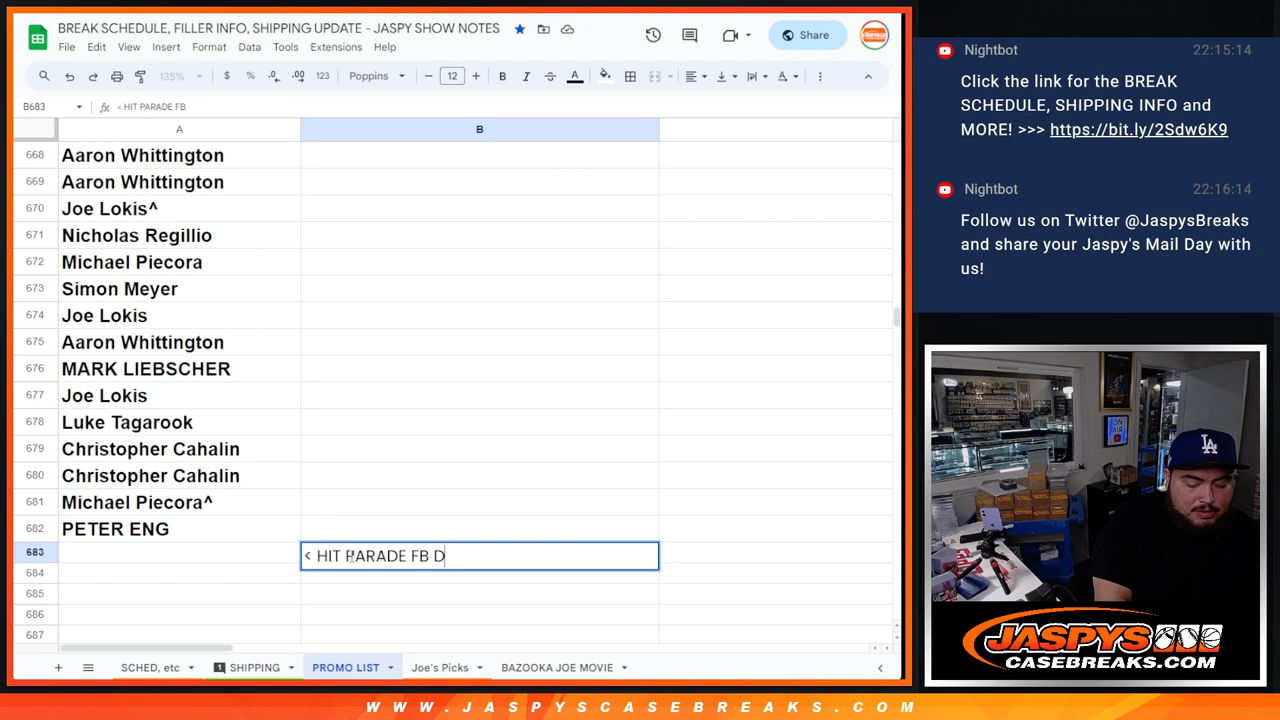 BREAK SCHEDULE, FILLER INFO, SHIPPING UPDATE - JASPY SHOW NOTES
File Edit View Insert Format Data Tools Extensions Help
Share
135% $ % .0 .00 123 Poppins 12 B I A
B683 fx < HIT PARADE FB
A B
668 Aaron Whittington
669 Aaron Whittington
670 Joe Lokis^
671 Nicholas Regillio
672 Michael Piecora
673 Simon Meyer
674 Joe Lokis
675 Aaron Whittington
676 MARK LIEBSCHER
677 Joe Lokis
678 Luke Tagarook
679 Christopher Cahalin
680 Christopher Cahalin
681 Michael Piecora^
682 PETER ENG
683 < HIT PARADE FB D
684
685
686
687
SCHED, etc 1 SHIPPING PROMO LIST Joe's Picks BAZOOKA JOE MOVIE
Nightbot 22:15:14
Click the link for the BREAK
SCHEDULE, SHIPPING INFO and
MORE! >>> https://bit.ly/2Sdw6K9
Nightbot 22:16:14
Follow us on Twitter @JaspysBreaks
and share your Jaspy's Mail Day with
us!
ON AIR
LA
JASPYS
CASEBREAKS.COM
WWW.JASPYSCASEBREAKS.COM